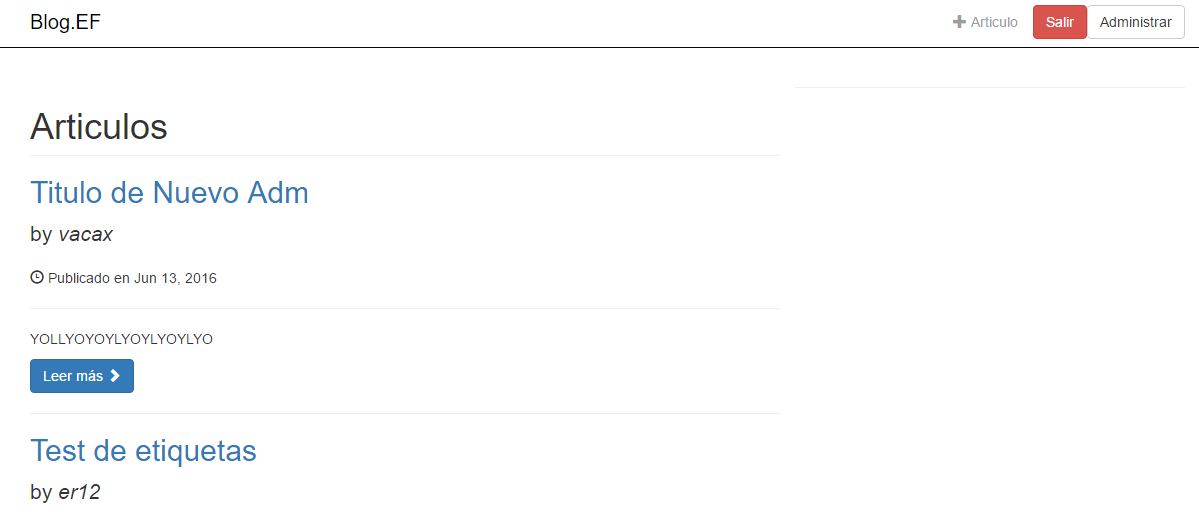 Blog.EF
Articulo
Salir
Administrar
Articulos
Titulo de Nuevo Adm
by vacax
Publicado en Jun 13, 2016
YOLLYOYOYLYOYLYOYLYO
Leer más
Test de etiquetas
by er12